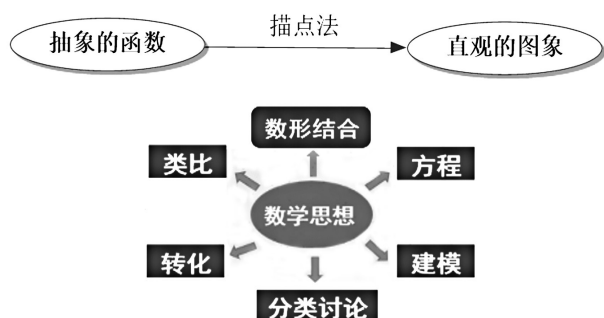 抽象的函数
描点法
直观的图象
数形结合
类比
方程
数学思想
转化
建模
分类讨论